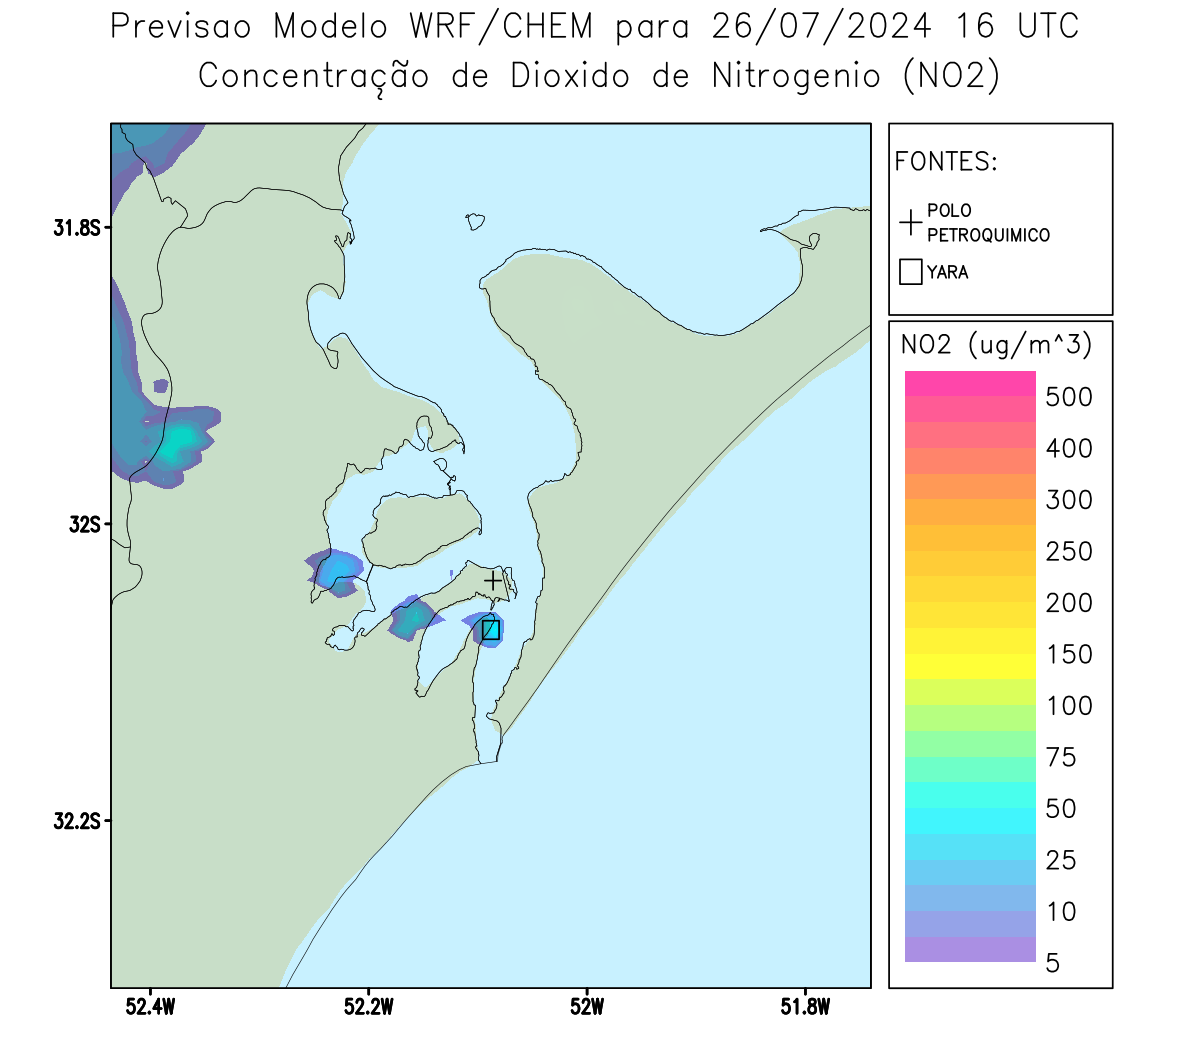 Previsao Modelo WRF/CHEM para 26/07/2024 16 UTC
Concentração de Dioxido de Nitrogenio (NO2)
FONTES:
POLO
PETROQUIMICO
YARA
NO2 (ug/m^3)
500
400
300
250
200
150
100
75
50
25
10
5
31.8S
32S
32.2S
52.4W
52.2W
52W
51.8W